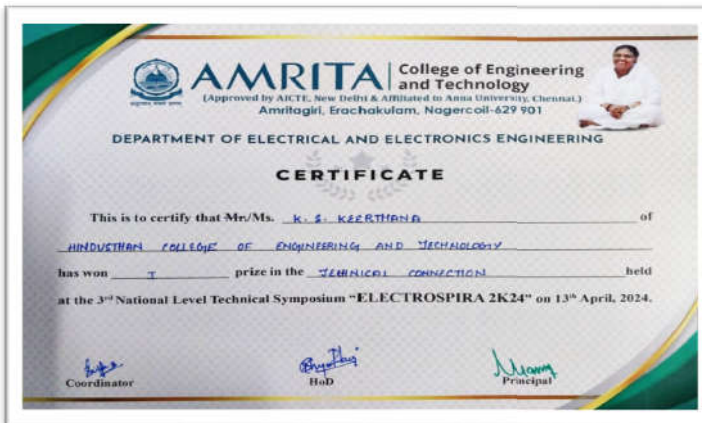 AMRITA College of Engineering
and Technology
(Approved by AICTE, New Delhi & Affiliated to Anna University, Chennai.)
Amritagiri, Erachakulam, Nagercoil-629 901
DEPARTMENT OF ELECTRICAL AND ELECTRONICS ENGINEERING
CERTIFICATE
This is to certify that Mr./Ms. K. S. KEERTHANA of
HINDUSTHAN COLLEGE OF ENGINEERING AND TECHNOLOGY
has won I prize in the TECHNICAL CONNECTION held
at the 3rd National Level Technical Symposium "ELECTROSPIRA 2K24" on 13th April, 2024.
Coordinator HoD Principal